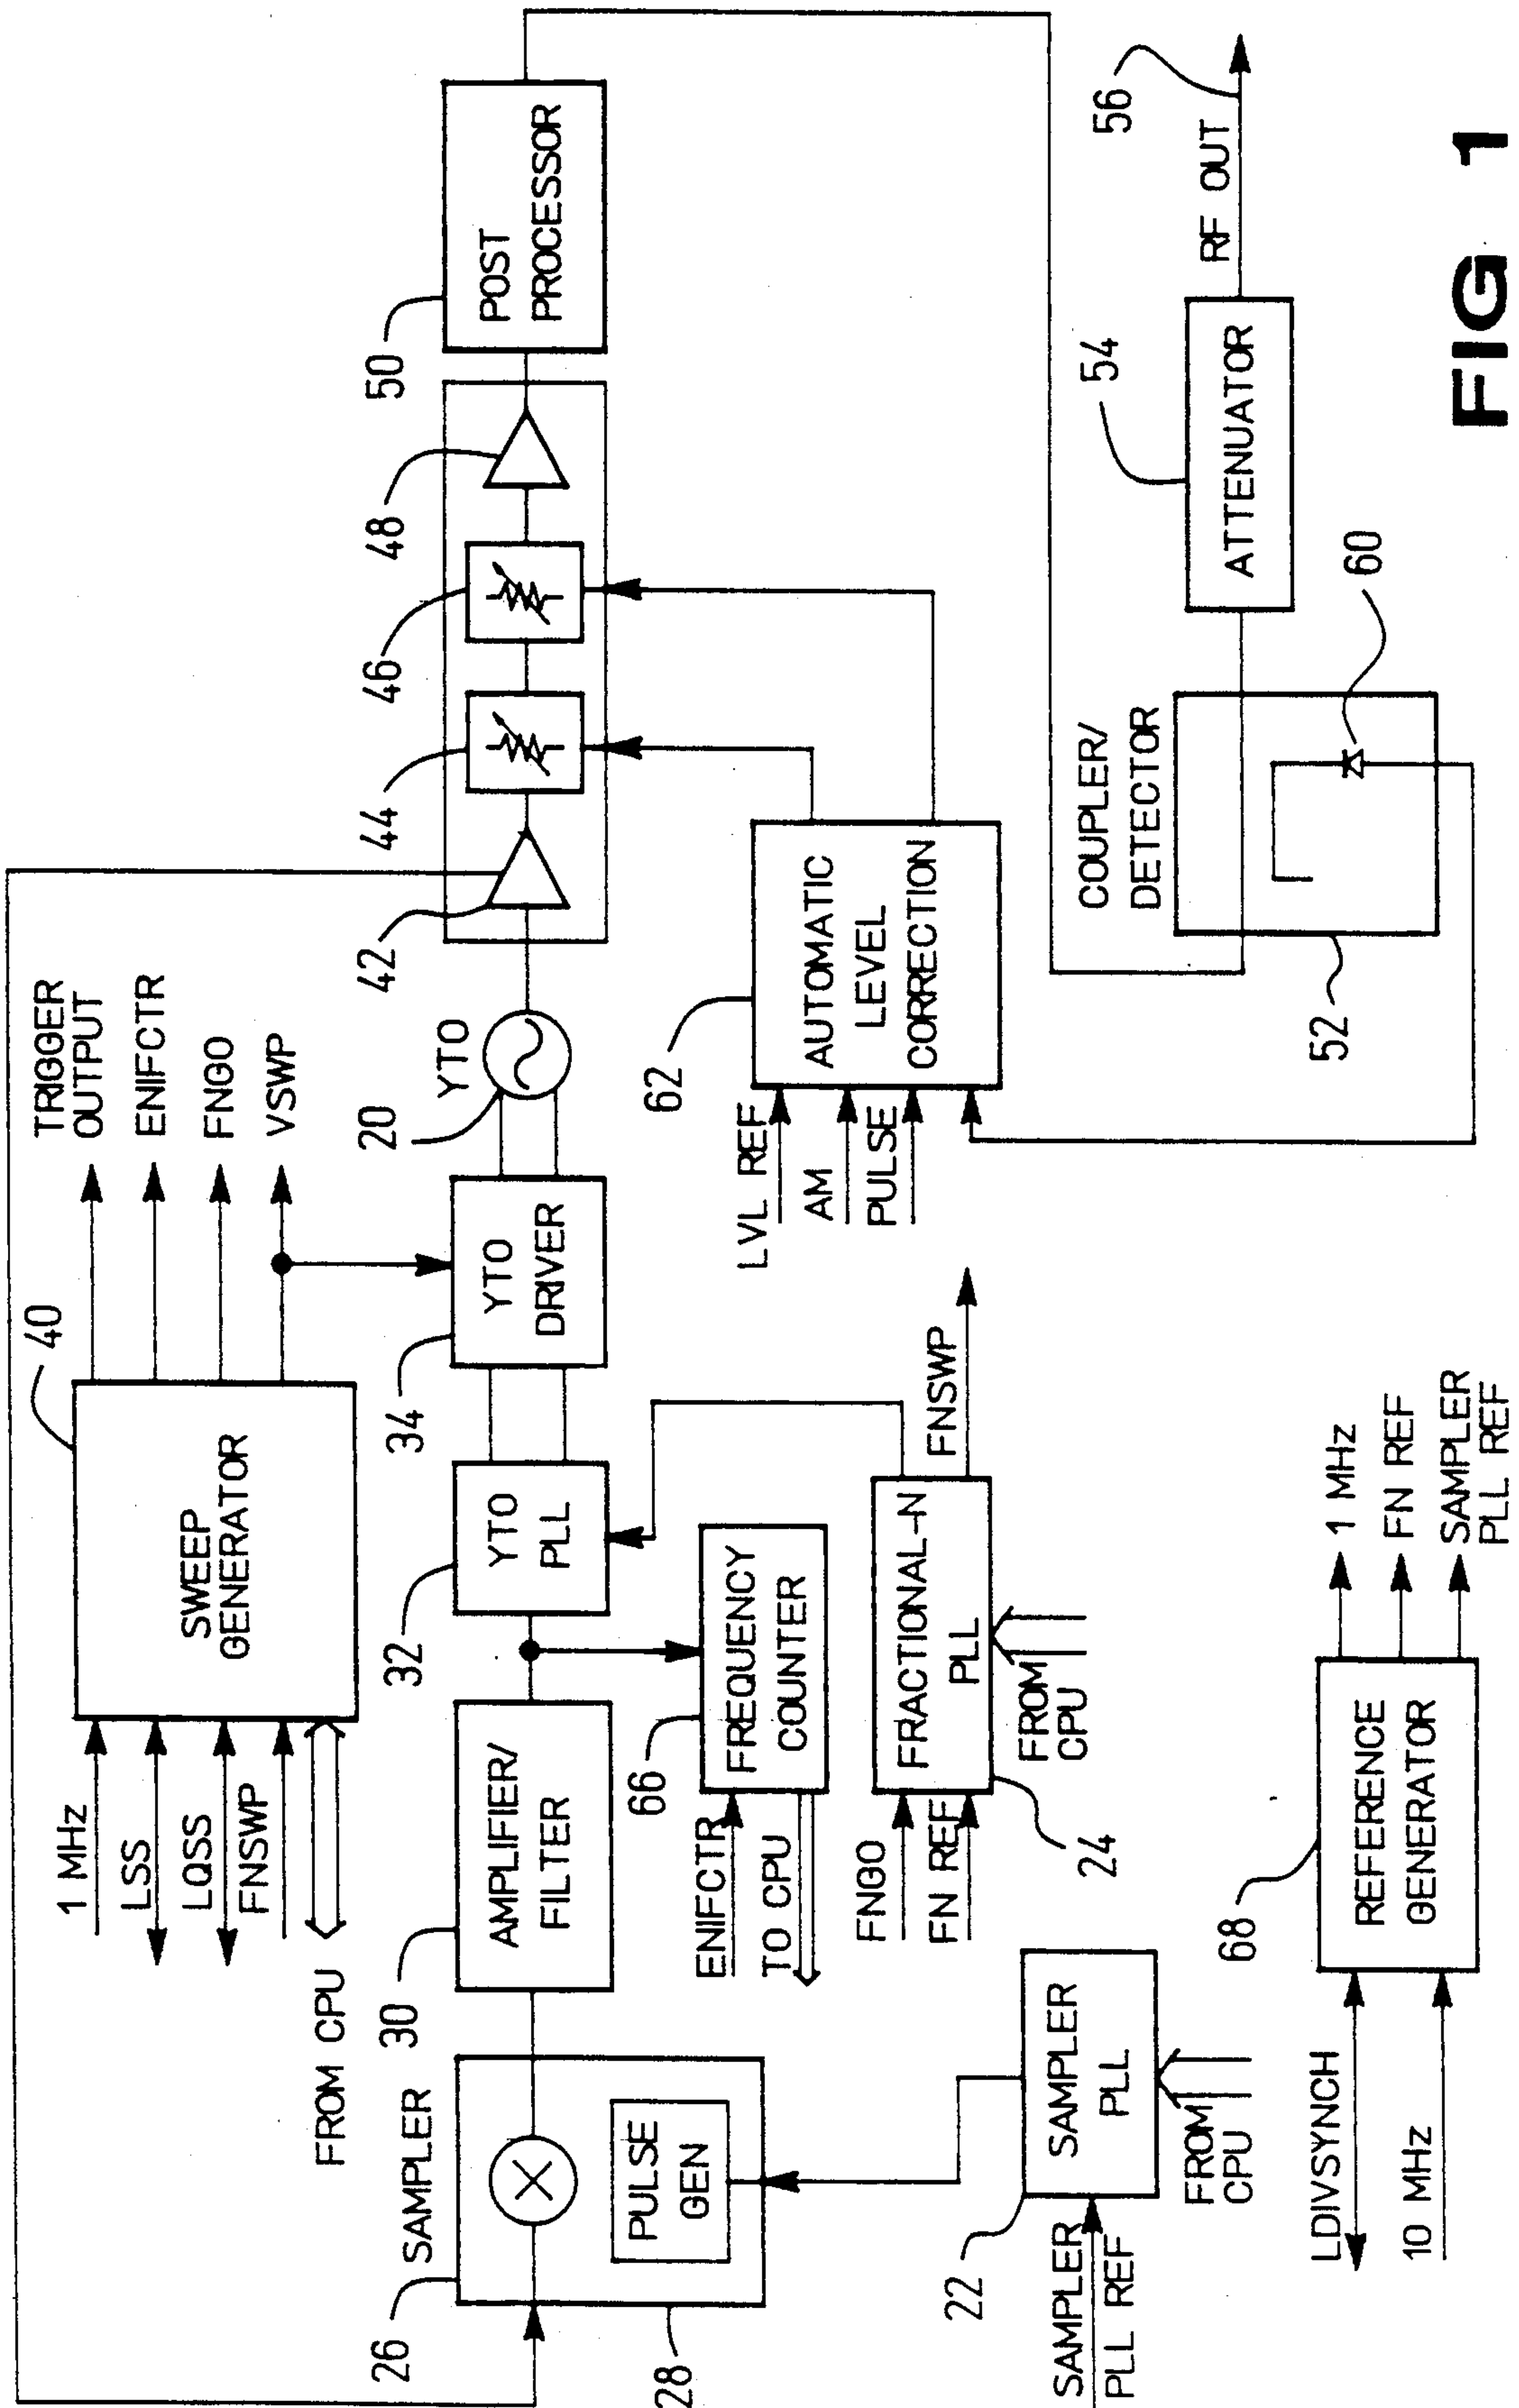 TRIGGER
OUTPUT
ENIFCTR
FNGO
VSWP
40
SWEEP
GENERATOR
1 MHz
LSS
LQSS
FNSWP
FROM CPU
SAMPLER
26
PULSE
GEN
28
30
AMPLIFIER/
FILTER
32
YTO
PLL
34
YTO
DRIVER
20
YTO
42
44
46
48
50
POST
PROCESSOR
66
FREQUENCY
COUNTER
ENIFCTR
TO CPU
62
AUTOMATIC
LEVEL
CORRECTION
LVL REF
AM
PULSE
FRACTIONAL-N
PLL
FNGO
FN REF
24
FROM
CPU
FNSWP
22
SAMPLER
PLL
SAMPLER
PLL REF
FROM
CPU
COUPLER/
DETECTOR
52
60
54
ATTENUATOR
RF OUT
56
68
REFERENCE
GENERATOR
LDIVSYNCH
10 MHz
1 MHz
FN REF
SAMPLER
PLL REF
FIG 1